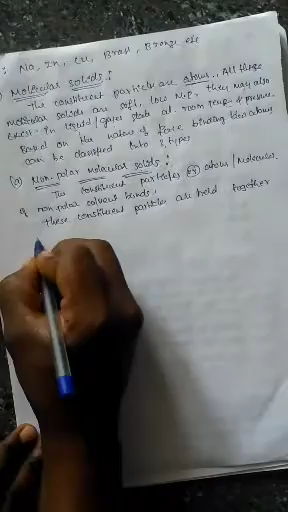 : Na, Zn, Cu, Brass, Bronze etc
) Molecular solids :
The constituent particles are atoms., All these
molecular solids are soft, low M.P. they may also
exist in liquid/gases state at room temp & pressure.
Based on the nature of force binding btw atoms
can be classified into 3 types
(a) Non-polar molecular solids :
The constituent particles (is) atoms/Molecules
of non polar colvent bonds.
These constituent particles are held together